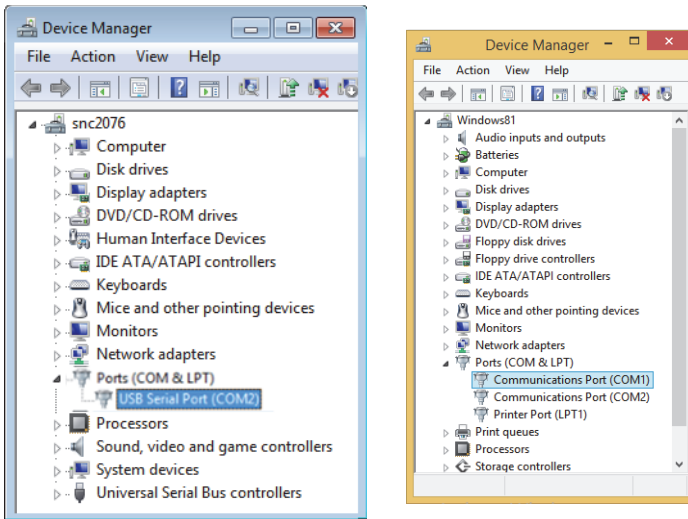 Device Manager
File Action View Help
snc2076
Computer
Disk drives
Display adapters
DVD/CD-ROM drives
Human Interface Devices
IDE ATA/ATAPI controllers
Keyboards
Mice and other pointing devices
Monitors
Network adapters
Ports (COM & LPT)
USB Serial Port (COM2)
Processors
Sound, video and game controllers
System devices
Universal Serial Bus controllers
Device Manager
File Action View Help
Windows81
Audio inputs and outputs
Batteries
Computer
Disk drives
Display adapters
DVD/CD-ROM drives
Floppy disk drives
Floppy drive controllers
IDE ATA/ATAPI controllers
Keyboards
Mice and other pointing devices
Monitors
Network adapters
Ports (COM & LPT)
Communications Port (COM1)
Communications Port (COM2)
Printer Port (LPT1)
Print queues
Processors
Storage controllers